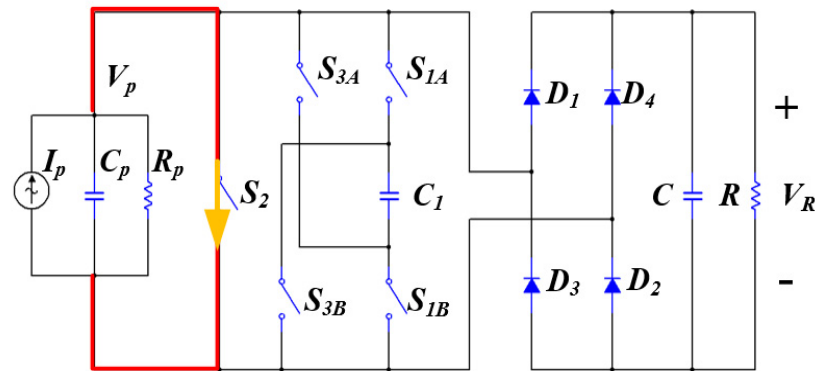 V_p
S_3A
S_1A
D_1
D_4
+
I_p
C_p
R_p
S_2
C_1
C
R
V_R
S_3B
S_1B
D_3
D_2
-